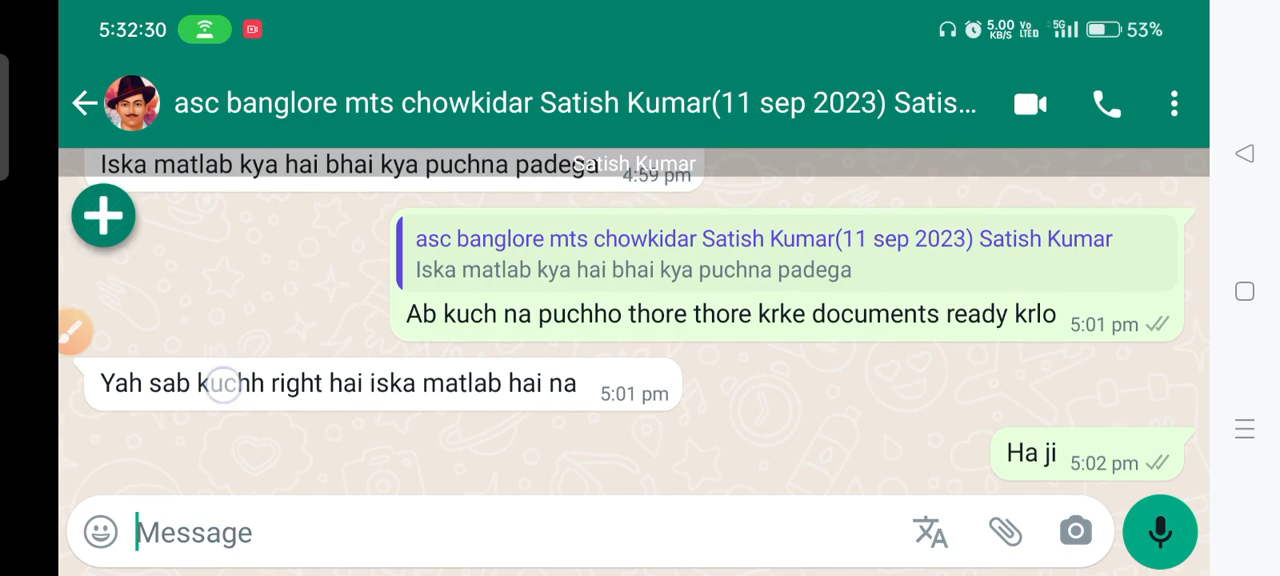 5:32:30 5.00 KB/S Vo LTED 5G 53%
asc banglore mts chowkidar Satish Kumar(11 sep 2023) Satis...
Iska matlab kya hai bhai kya puchna padega 4:59 pm
Satish Kumar
asc banglore mts chowkidar Satish Kumar(11 sep 2023) Satish Kumar
Iska matlab kya hai bhai kya puchna padega
Ab kuch na puchho thore thore krke documents ready krlo 5:01 pm
Yah sab kuchh right hai iska matlab hai na 5:01 pm
Ha ji 5:02 pm
Message